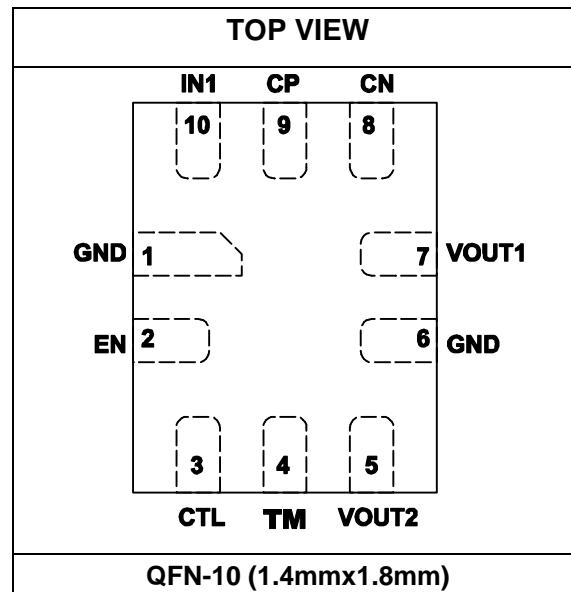 TOP VIEW
IN1 CP CN
10 9 8
GND 1 7 VOUT1
EN 2 6 GND
3 4 5
CTL TM VOUT2
QFN-10 (1.4mmx1.8mm)